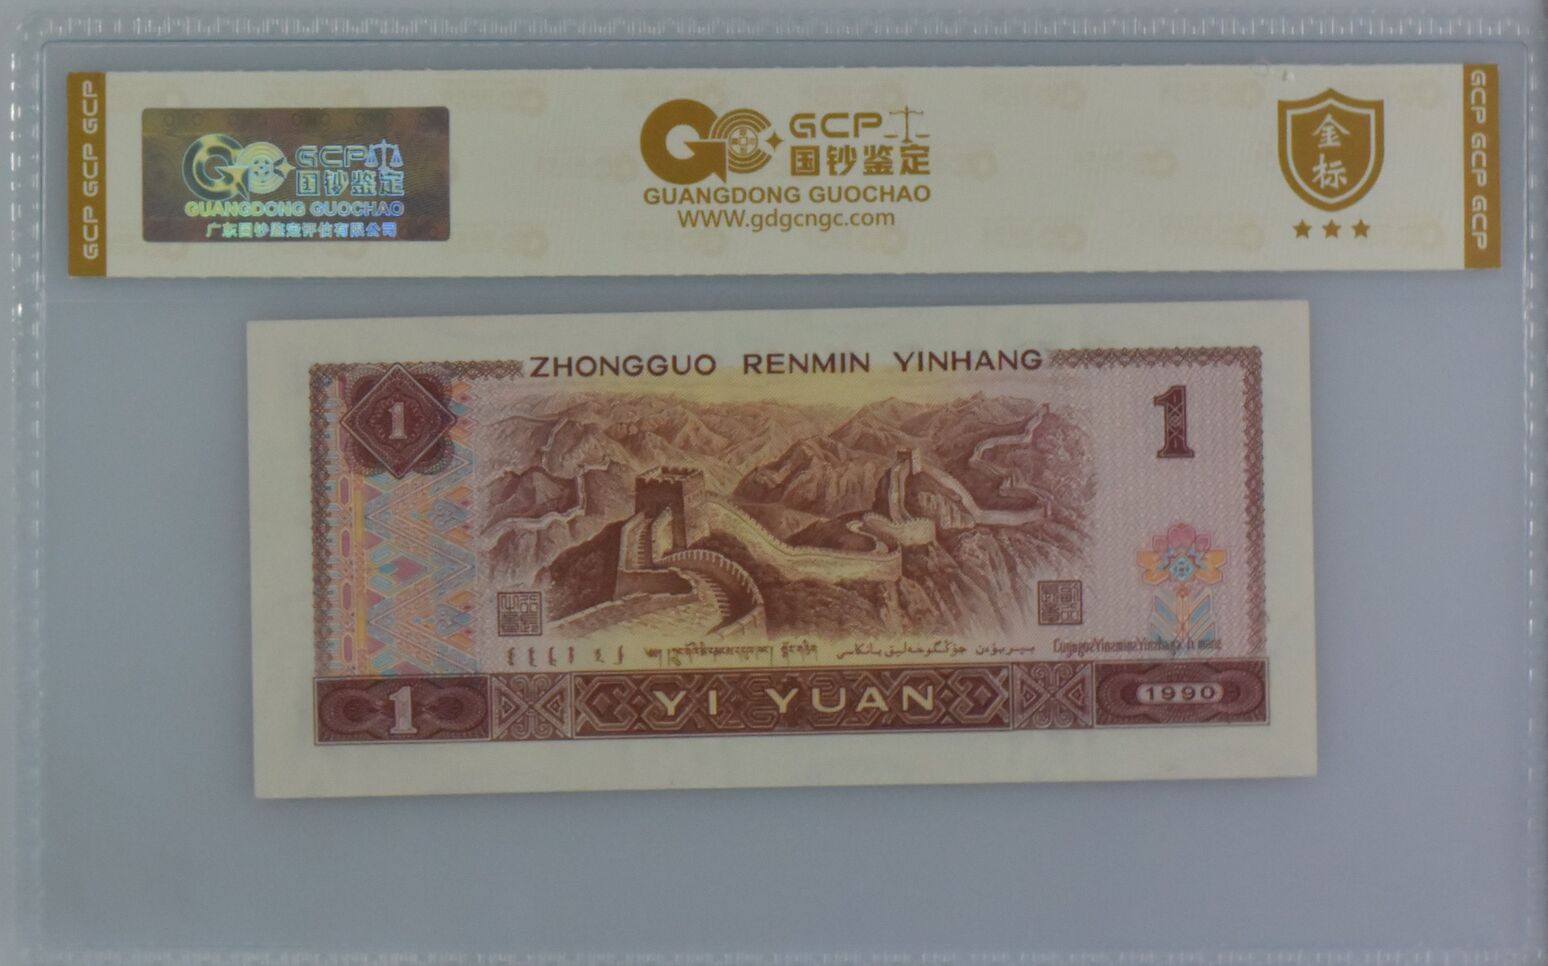 GCP GCP GCP
GCP
国钞鉴定
GUANGDONG GUOCHAO
广东国钞鉴定评估有限公司
GCP
国钞鉴定
GUANGDONG GUOCHAO
WWW.gdgcngc.com
金标
GCP GCP GCP
ZHONGGUO RENMIN YINHANG
1
1
1
YI YUAN
1990